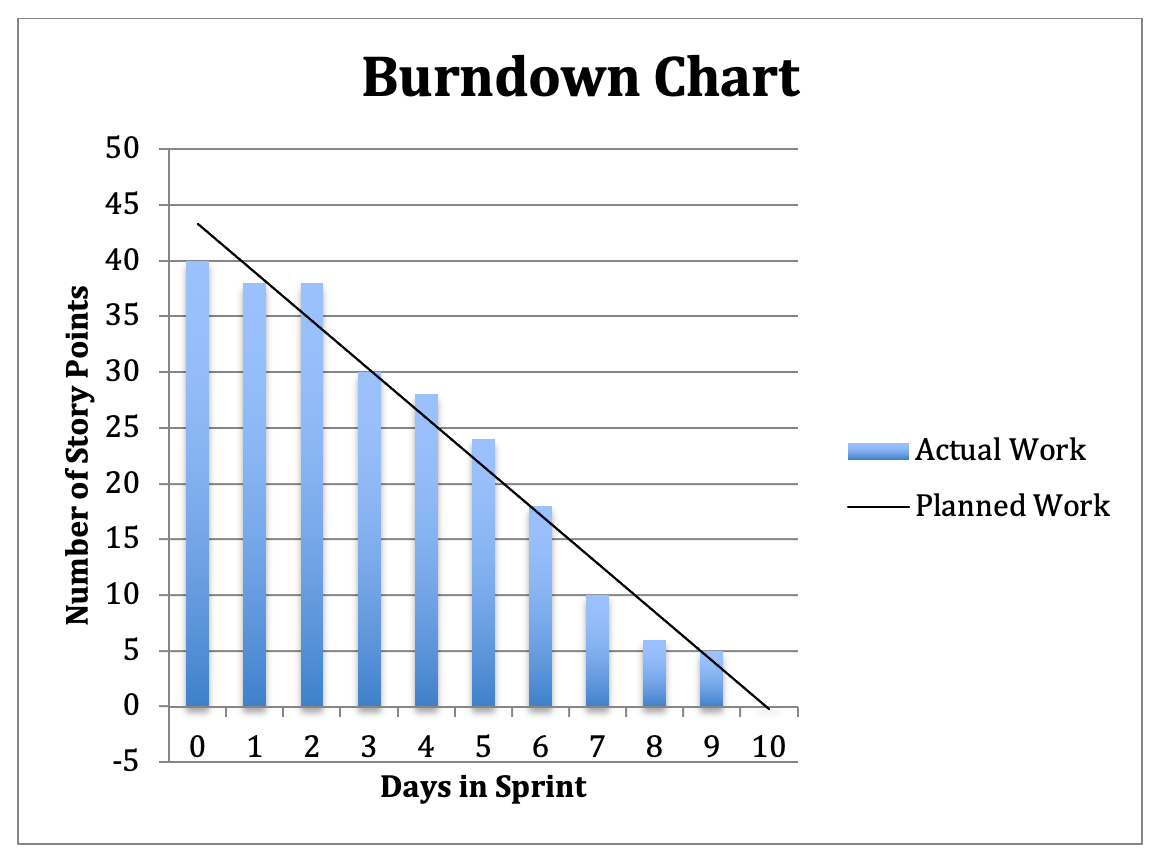 Burndown Chart
50
45
40
35
30
25
20
15
10
5
0
-5
Number of Story Points
0 1 2 3 4 5 6 7 8 9 10
Days in Sprint
Actual Work
Planned Work